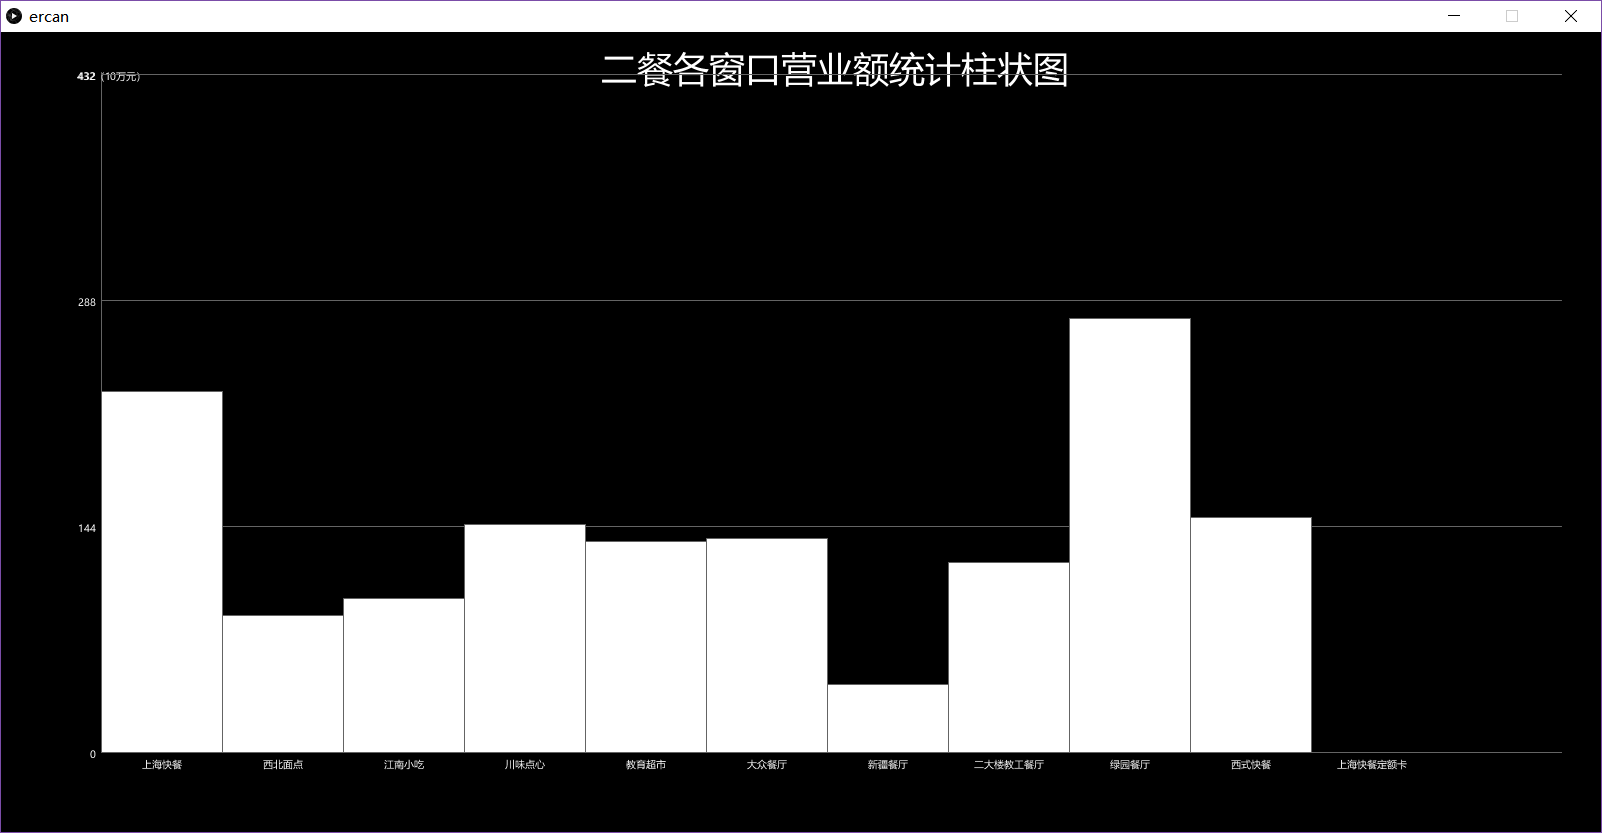 ercan
二餐各窗口营业额统计柱状图
432 (10万元)
288
144
0
上海快餐 西北面点 江南小吃 川味点心 教育超市 大众餐厅 新疆餐厅 二大楼教工餐厅 绿园餐厅 西式快餐 上海快餐定额卡